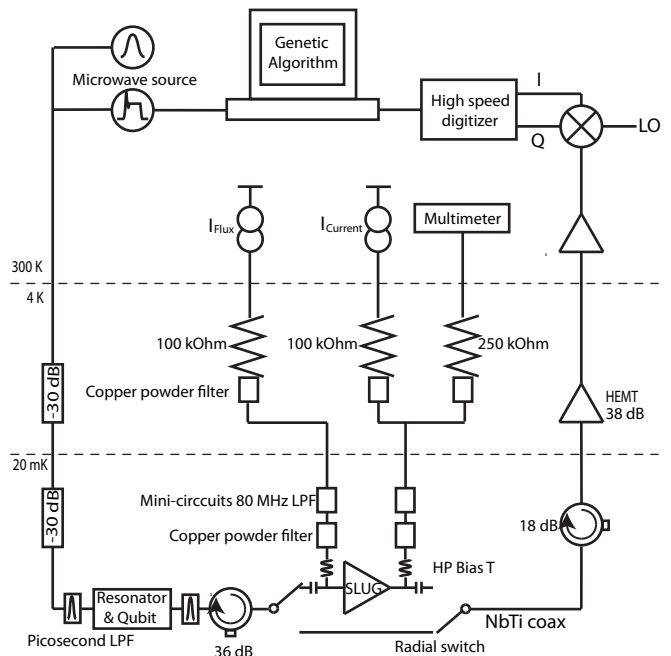 Genetic
Algorithm
Microwave source
High speed
digitizer
I
Q
LO
I Flux
I Current
Multimeter
300 K
4 K
100 kOhm
100 kOhm
250 kOhm
Copper powder filter
-30 dB
HEMT
38 dB
20 mK
-30 dB
Mini-circcuits 80 MHz LPF
Copper powder filter
18 dB
HP Bias T
SLUG
Resonator
& Qubit
NbTi coax
Picosecond LPF
36 dB
Radial switch